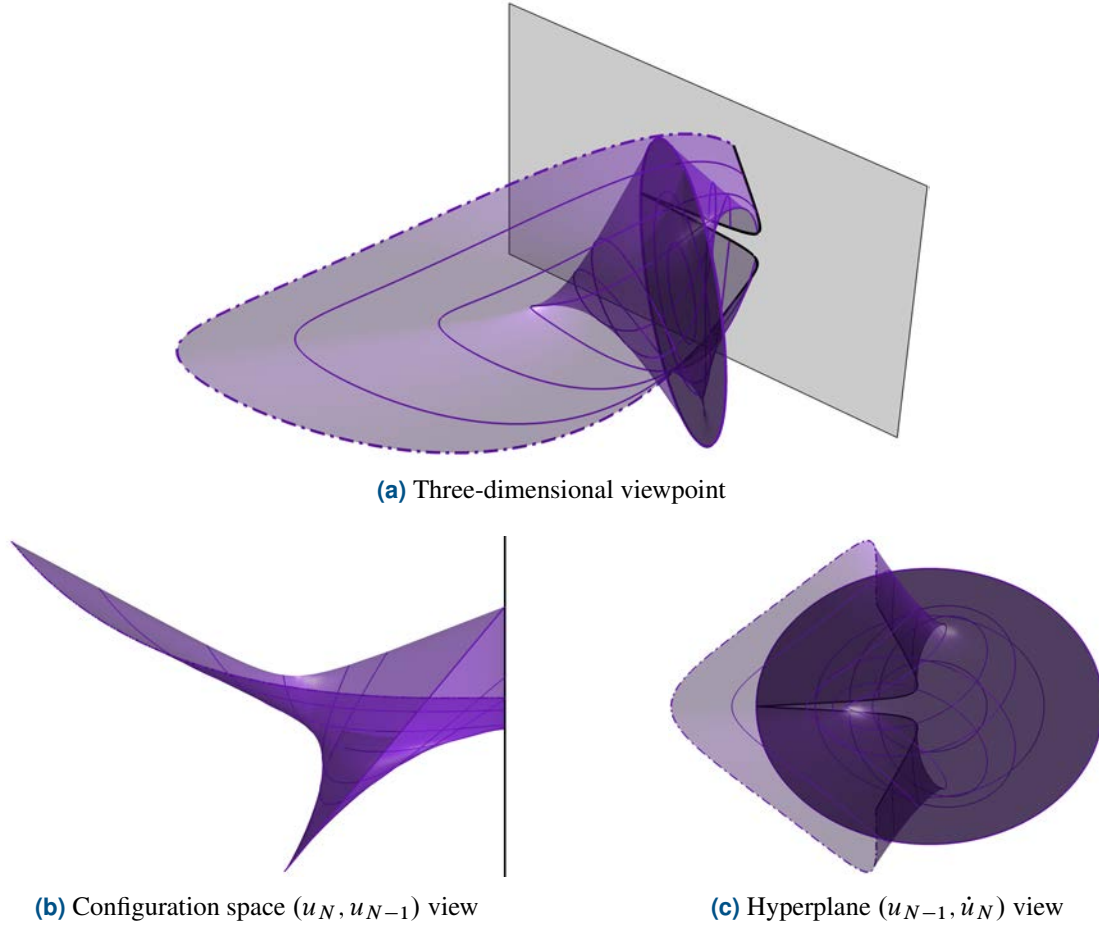 (a) Three-dimensional viewpoint
(b) Configuration space (u_N, u_{N−1}) view
(c) Hyperplane (u_{N−1}, u̇_N) view